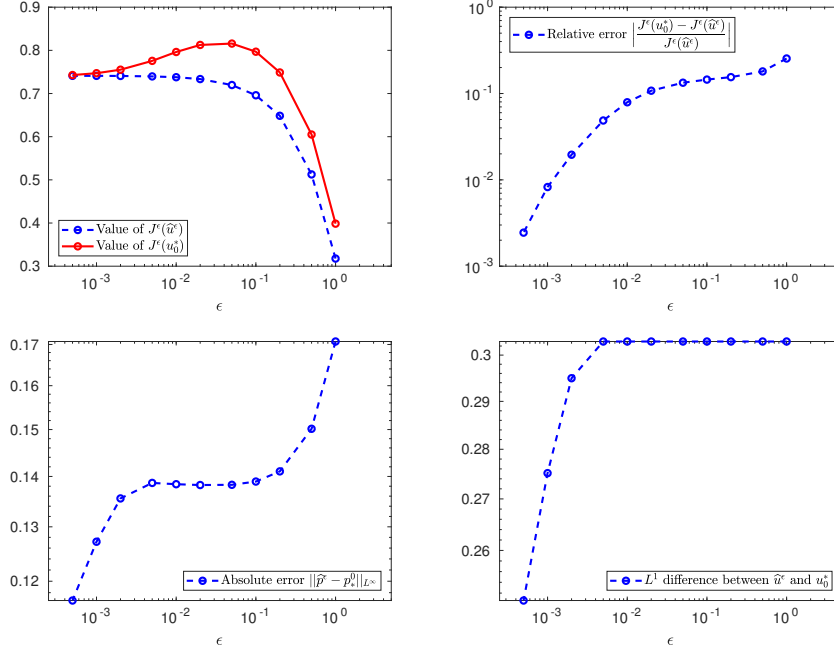 0.9
0.8
0.7
0.6
0.5
0.4
0.3
Value of J^ϵ(û^ϵ)
Value of J^ϵ(u_0^*)
10^-3 10^-2 10^-1 10^0
ϵ
10^0
10^-1
10^-2
10^-3
Relative error |J^ϵ(u_0^*) − J^ϵ(û^ϵ) / J^ϵ(û^ϵ)|
10^-3 10^-2 10^-1 10^0
ϵ
0.17
0.16
0.15
0.14
0.13
0.12
Absolute error ||p̂^ϵ − p_*^0||_{L^∞}
10^-3 10^-2 10^-1 10^0
ϵ
0.3
0.29
0.28
0.27
0.26
L^1 difference between û^ϵ and u_0^*
10^-3 10^-2 10^-1 10^0
ϵ